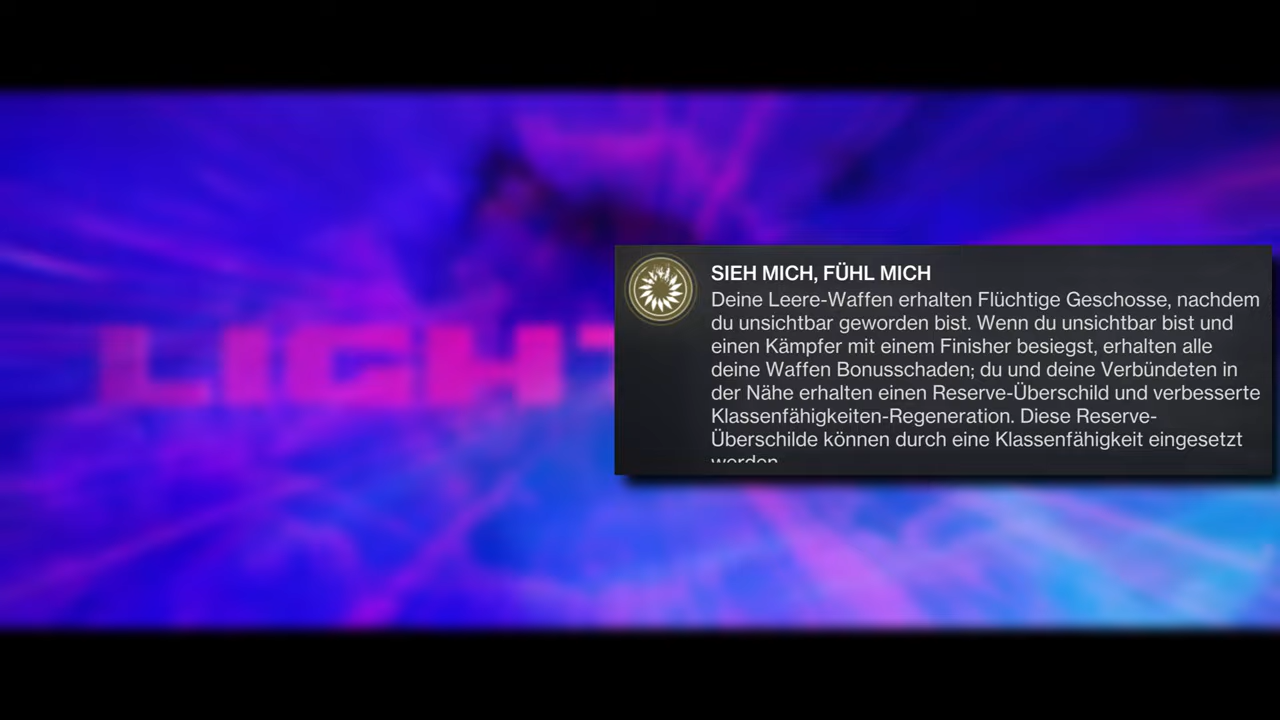 LIGHT
SIEH MICH, FÜHL MICH
Deine Leere-Waffen erhalten Flüchtige Geschosse, nachdem
du unsichtbar geworden bist. Wenn du unsichtbar bist und
einen Kämpfer mit einem Finisher besiegst, erhalten alle
deine Waffen Bonusschaden; du und deine Verbündeten in
der Nähe erhalten einen Reserve-Überschild und verbesserte
Klassenfähigkeiten-Regeneration. Diese Reserve-
Überschilde können durch eine Klassenfähigkeit eingesetzt
werden